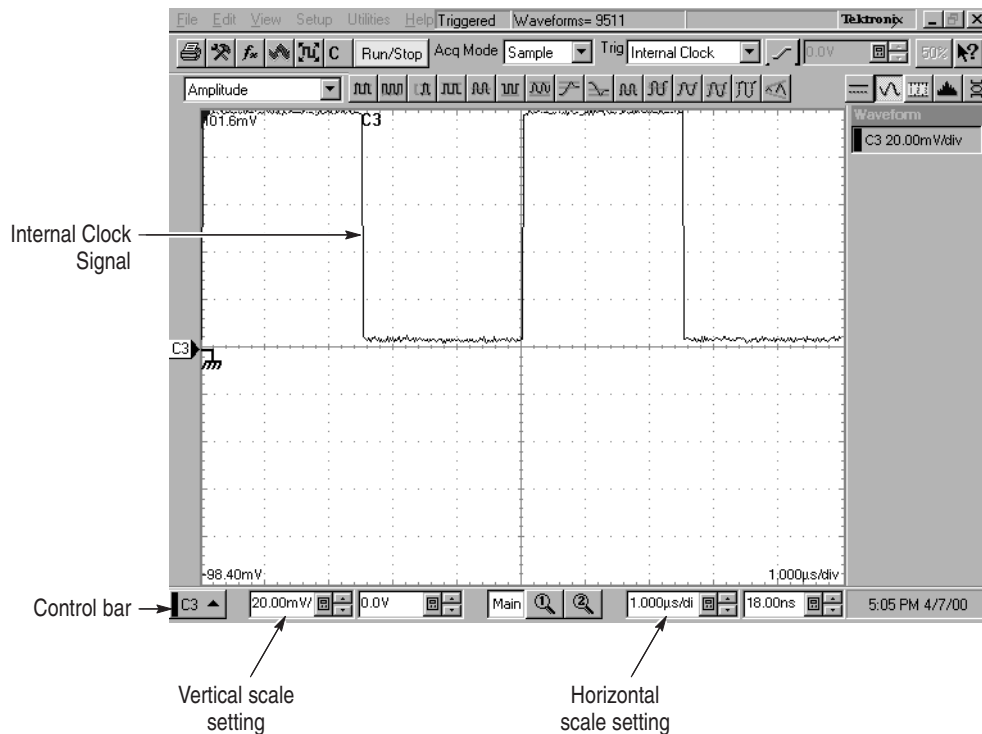 File Edit View Setup Utilities Help Triggered Waveforms= 9511 Tektronix
C Run/Stop Acq Mode Sample Trig Internal Clock 0.0V 50%
Amplitude
Waveform
C3 20.00mV/div
101.6mV
C3
Internal Clock
Signal
C3
-98.40mV
1.000µs/div
Control bar
C3 20.00mV/ 0.0V Main 1 2 1.000µs/di 18.00ns 5:05 PM 4/7/00
Vertical scale
setting
Horizontal
scale setting